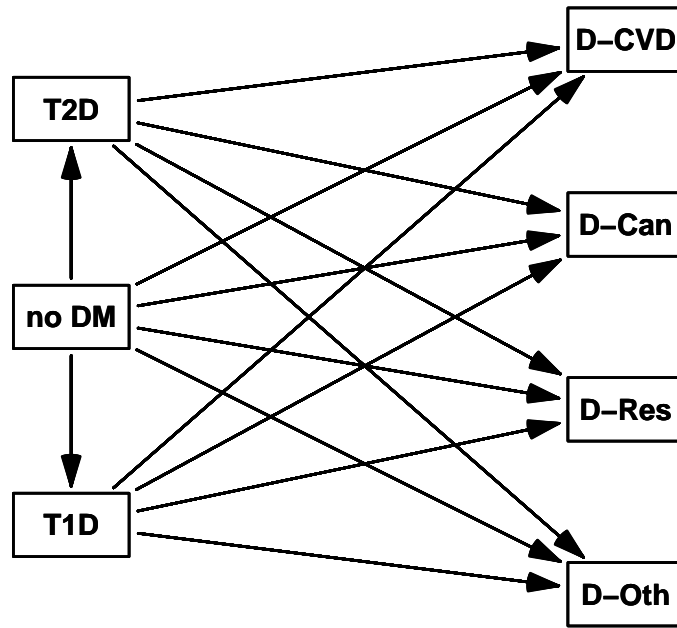 T2D
no DM
T1D
D–CVD
D–Can
D–Res
D–Oth